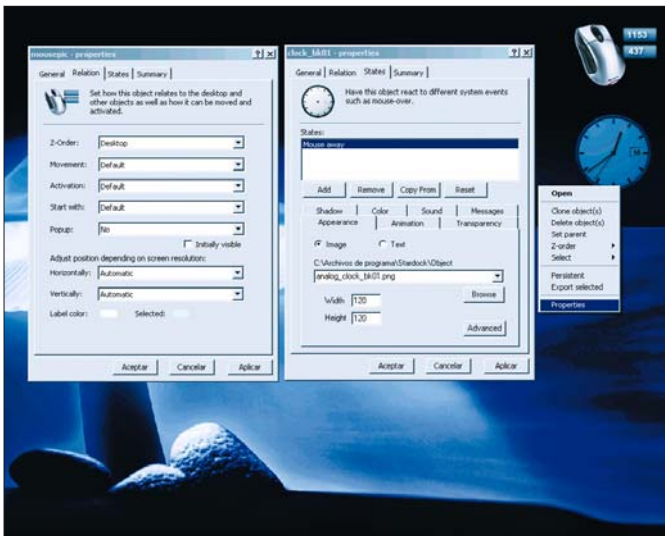 1153
437
mousepic - properties
General Relation States Summary
Set how this object relates to the desktop and
other objects as well as how it can be moved and
activated.
Z-Order: Desktop
Movement: Default
Activation: Default
Start with: Default
Popup: No
Initially visible
Adjust position depending on screen resolution:
Horizontally: Automatic
Vertically: Automatic
Label color: Selected:
Aceptar Cancelar Aplicar
clock_bk01 - properties
General Relation States Summary
Have this object react to different system events
such as mouse-over.
States:
Mouse away
Add Remove Copy From Reset
Shadow Color Sound Messages
Appearance Animation Transparency
Image Text
C:\Archivos de programa\Stardock\Object
analog_clock_bk01.png
Width 120
Browse
Height 120
Advanced
Aceptar Cancelar Aplicar
Open
Clone object(s)
Delete object(s)
Set parent
Z-order
Select
Persistent
Export selected
Properties